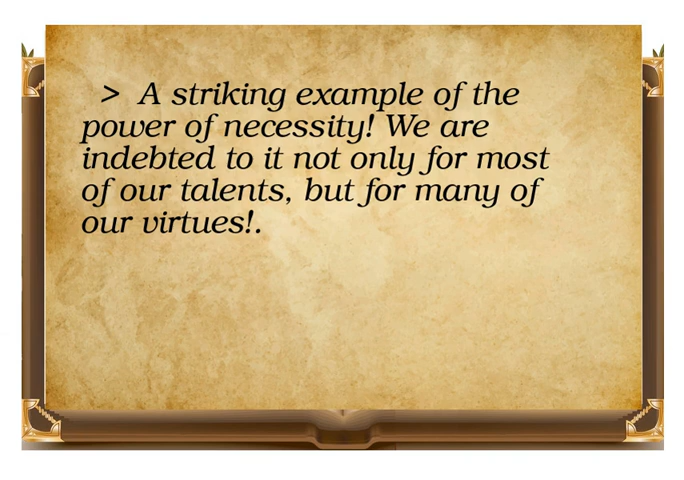 > A striking example of the
power of necessity! We are
indebted to it not only for most
of our talents, but for many of
our virtues!.